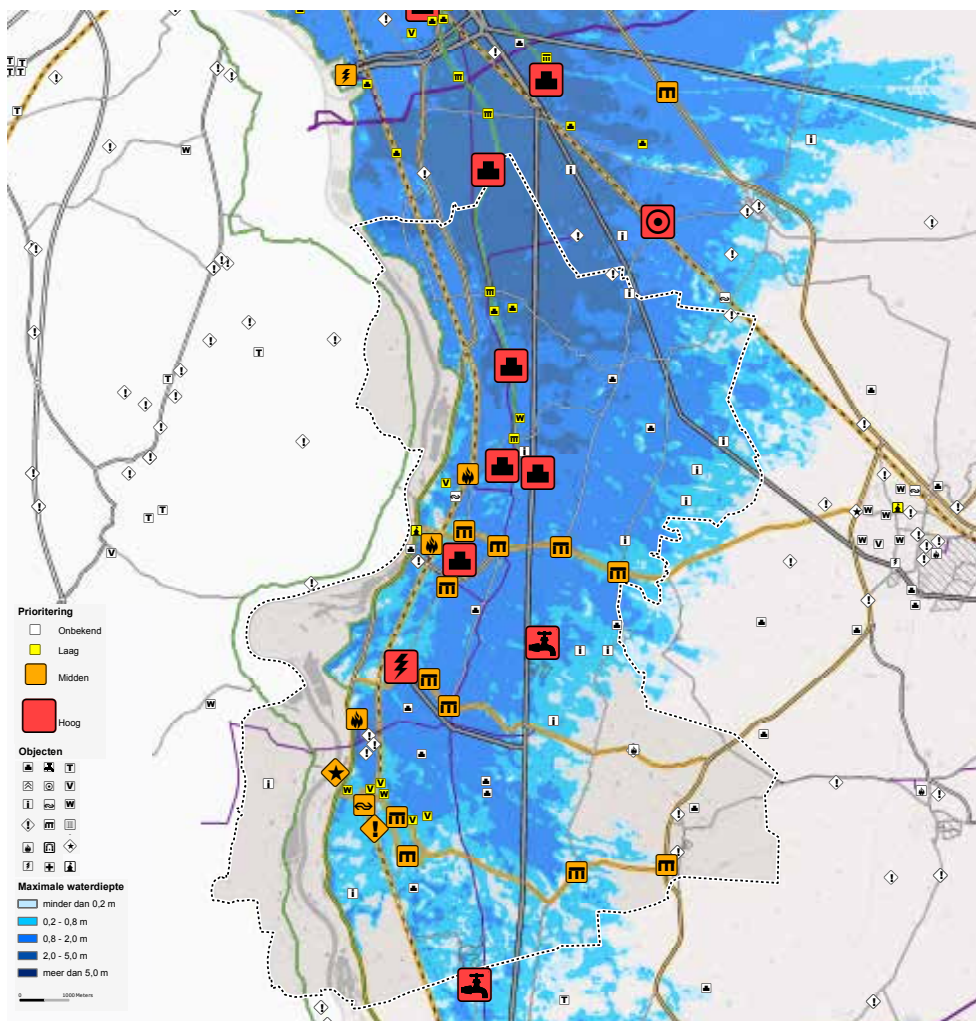 Prioritering
Onbekend
Laag
Midden
Hoog
Objecten
Maximale waterdiepte
minder dan 0,2 m
0,2 - 0,8 m
0,8 - 2,0 m
2,0 - 5,0 m
meer dan 5,0 m
0 1000 Meters